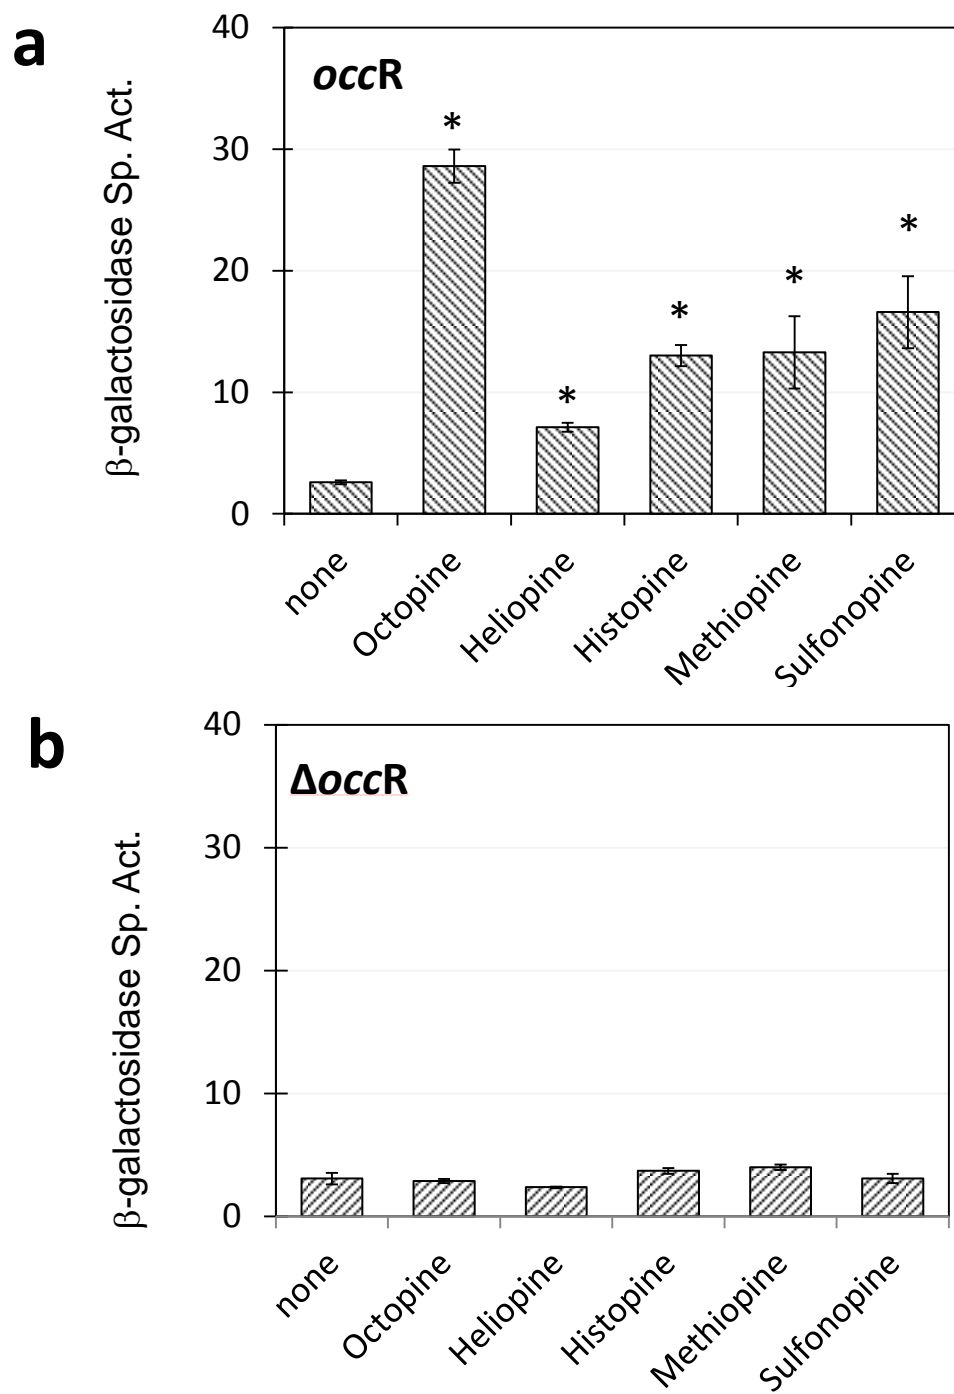 a
40
occR
β-galactosidase Sp. Act.
*
*
*
*
*
30
20
10
0
none
Octopine
Heliopine
Histopine
Methiopine
Sulfonopine
b
40
ΔoccR
β-galactosidase Sp. Act.
30
20
10
0
none
Octopine
Heliopine
Histopine
Methiopine
Sulfonopine